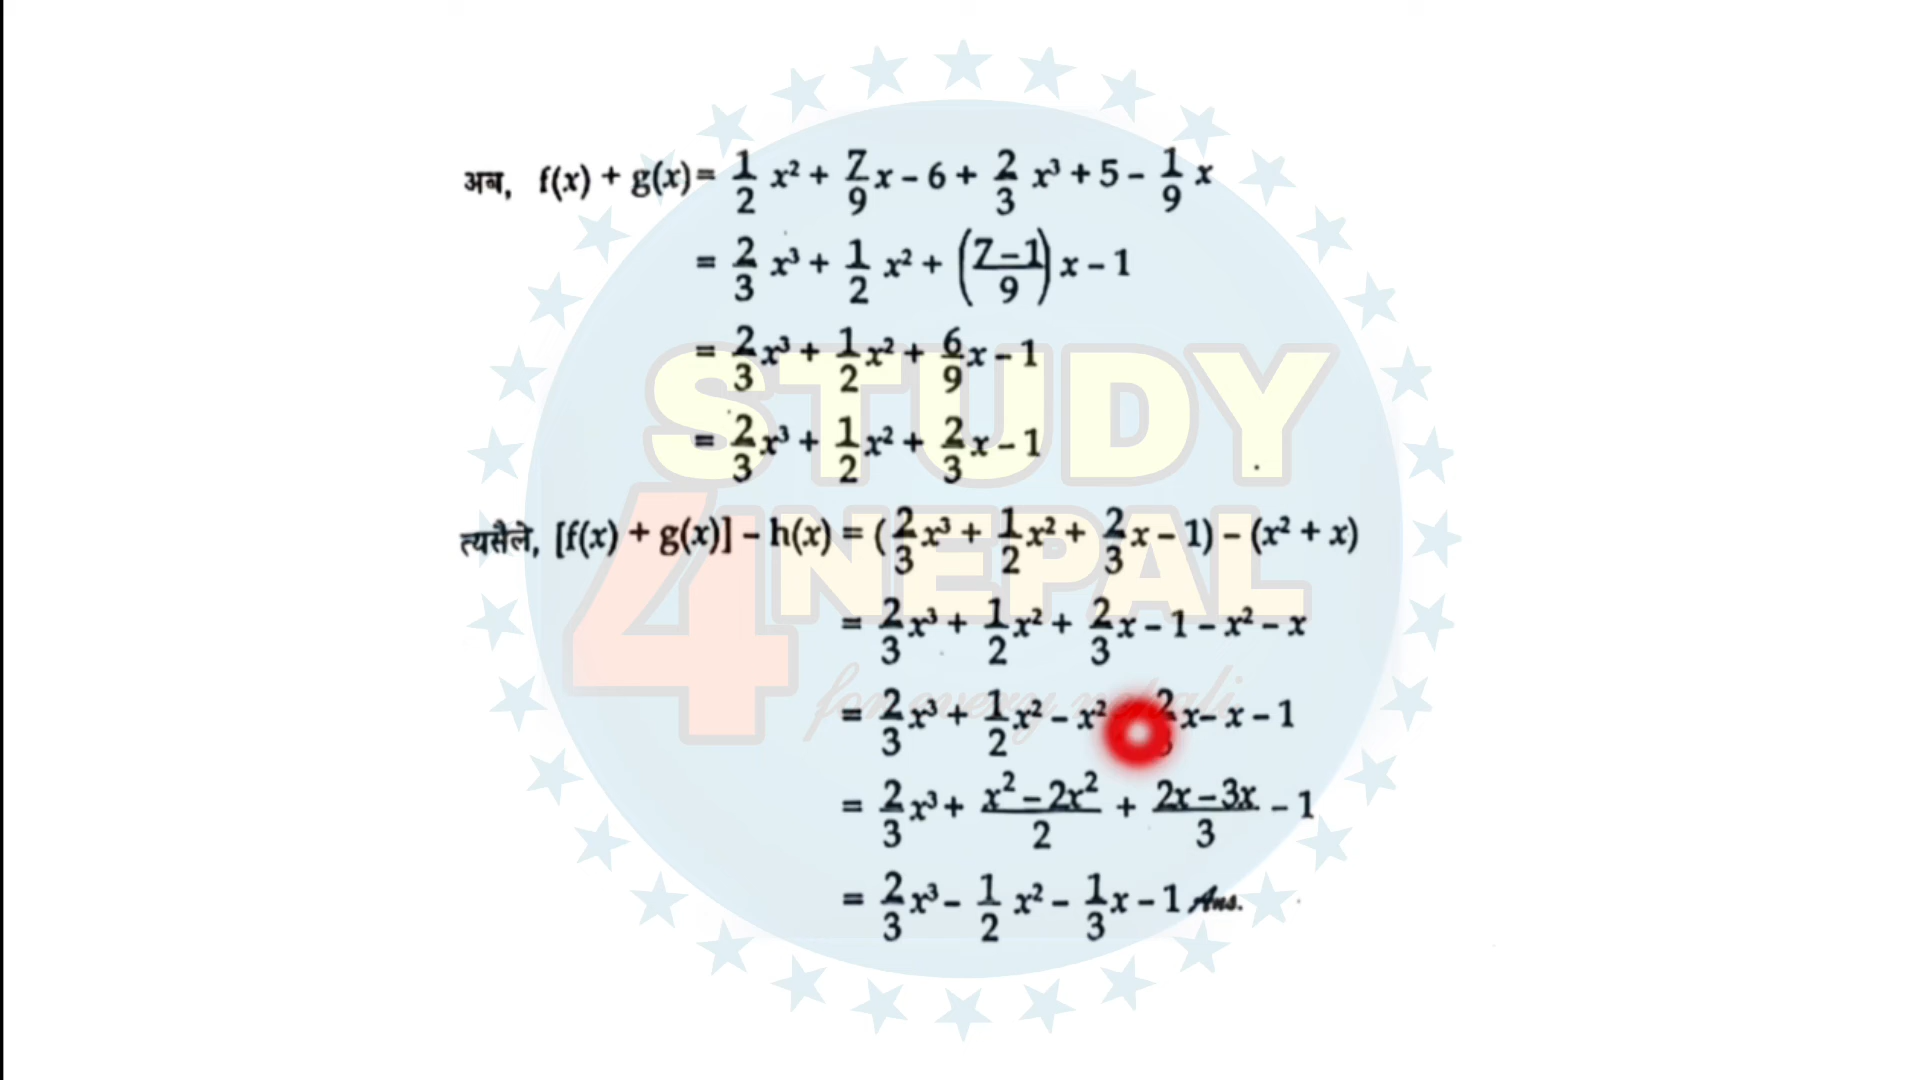 अब, f(x) + g(x) = 1/2 x² + 7/9 x – 6 + 2/3 x³ + 5 – 1/9 x
= 2/3 x³ + 1/2 x² + (7 – 1/9) x – 1
= 2/3 x³ + 1/2 x² + 6/9 x – 1
= 2/3 x³ + 1/2 x² + 2/3 x – 1
त्यसैले, [f(x) + g(x)] – h(x) = (2/3 x³ + 1/2 x² + 2/3 x – 1) – (x² + x)
= 2/3 x³ + 1/2 x² + 2/3 x – 1 – x² – x
= 2/3 x³ + 1/2 x² – x² 2/3 x – x – 1
= 2/3 x³ + x² – 2x²/2 + 2x – 3x/3 – 1
= 2/3 x³ – 1/2 x² – 1/3 x – 1 Ans.
STUDY
4 NEPAL
for every nepali